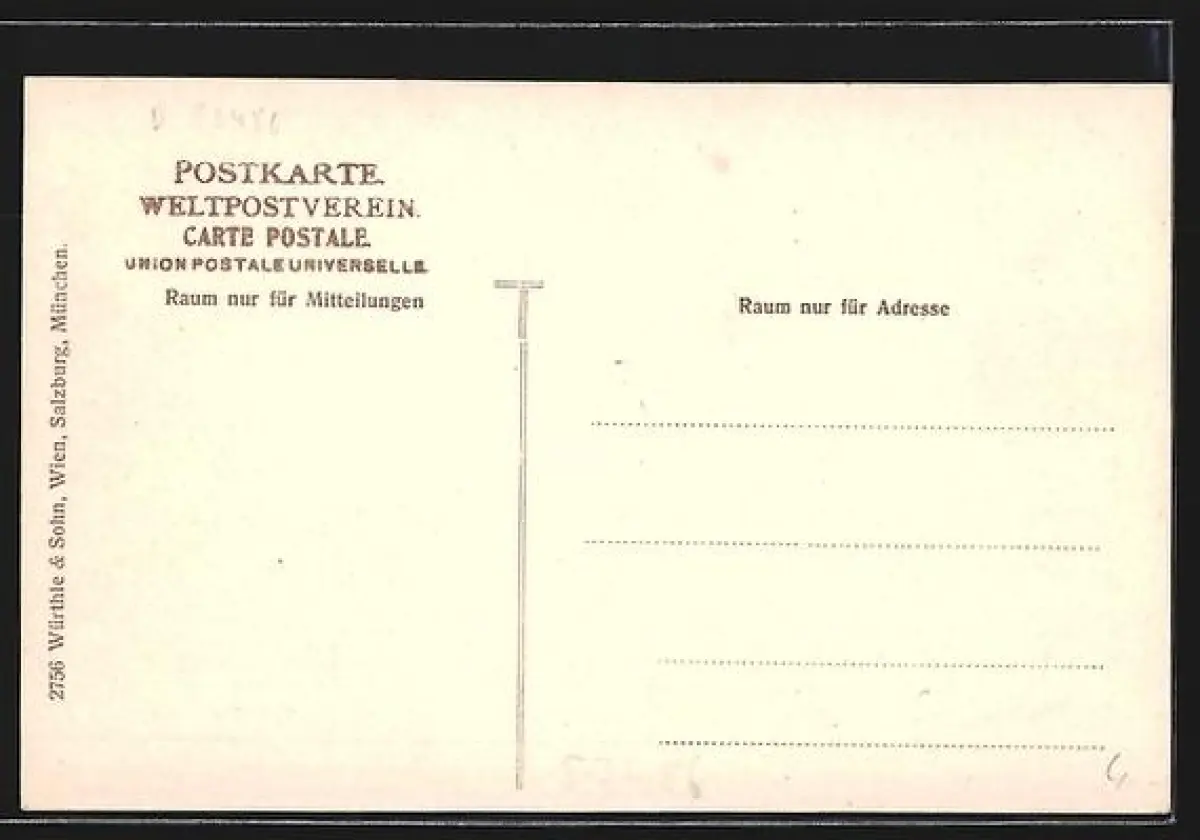 POSTKARTE.
WELTPOSTVEREIN.
CARTE POSTALE.
UNION POSTALE UNIVERSELLE.
Raum nur für Mitteilungen
Raum nur für Adresse
2756 Würthle & Sohn, Wien, Salzburg, München.